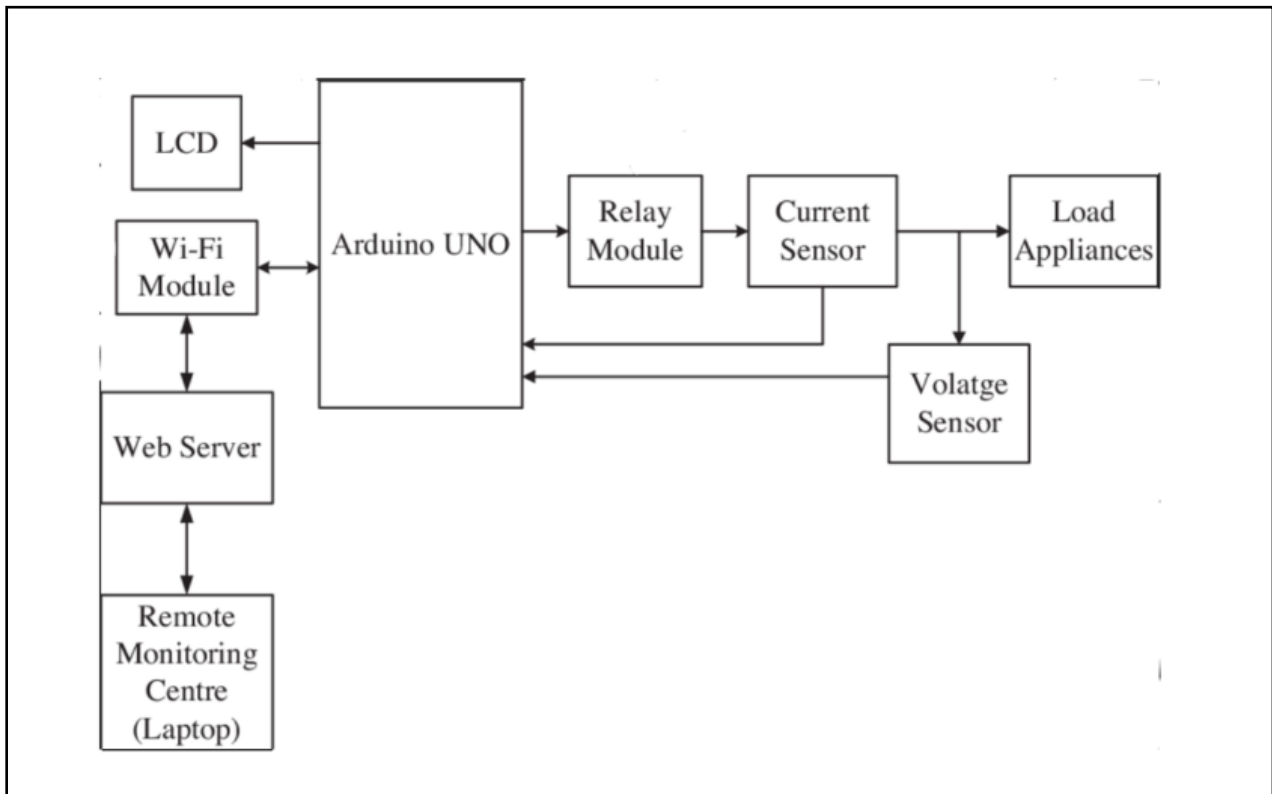 LCD
Wi-Fi
Module
Arduino UNO
Relay
Module
Current
Sensor
Load
Appliances
Volatge
Sensor
Web Server
Remote
Monitoring
Centre
(Laptop)